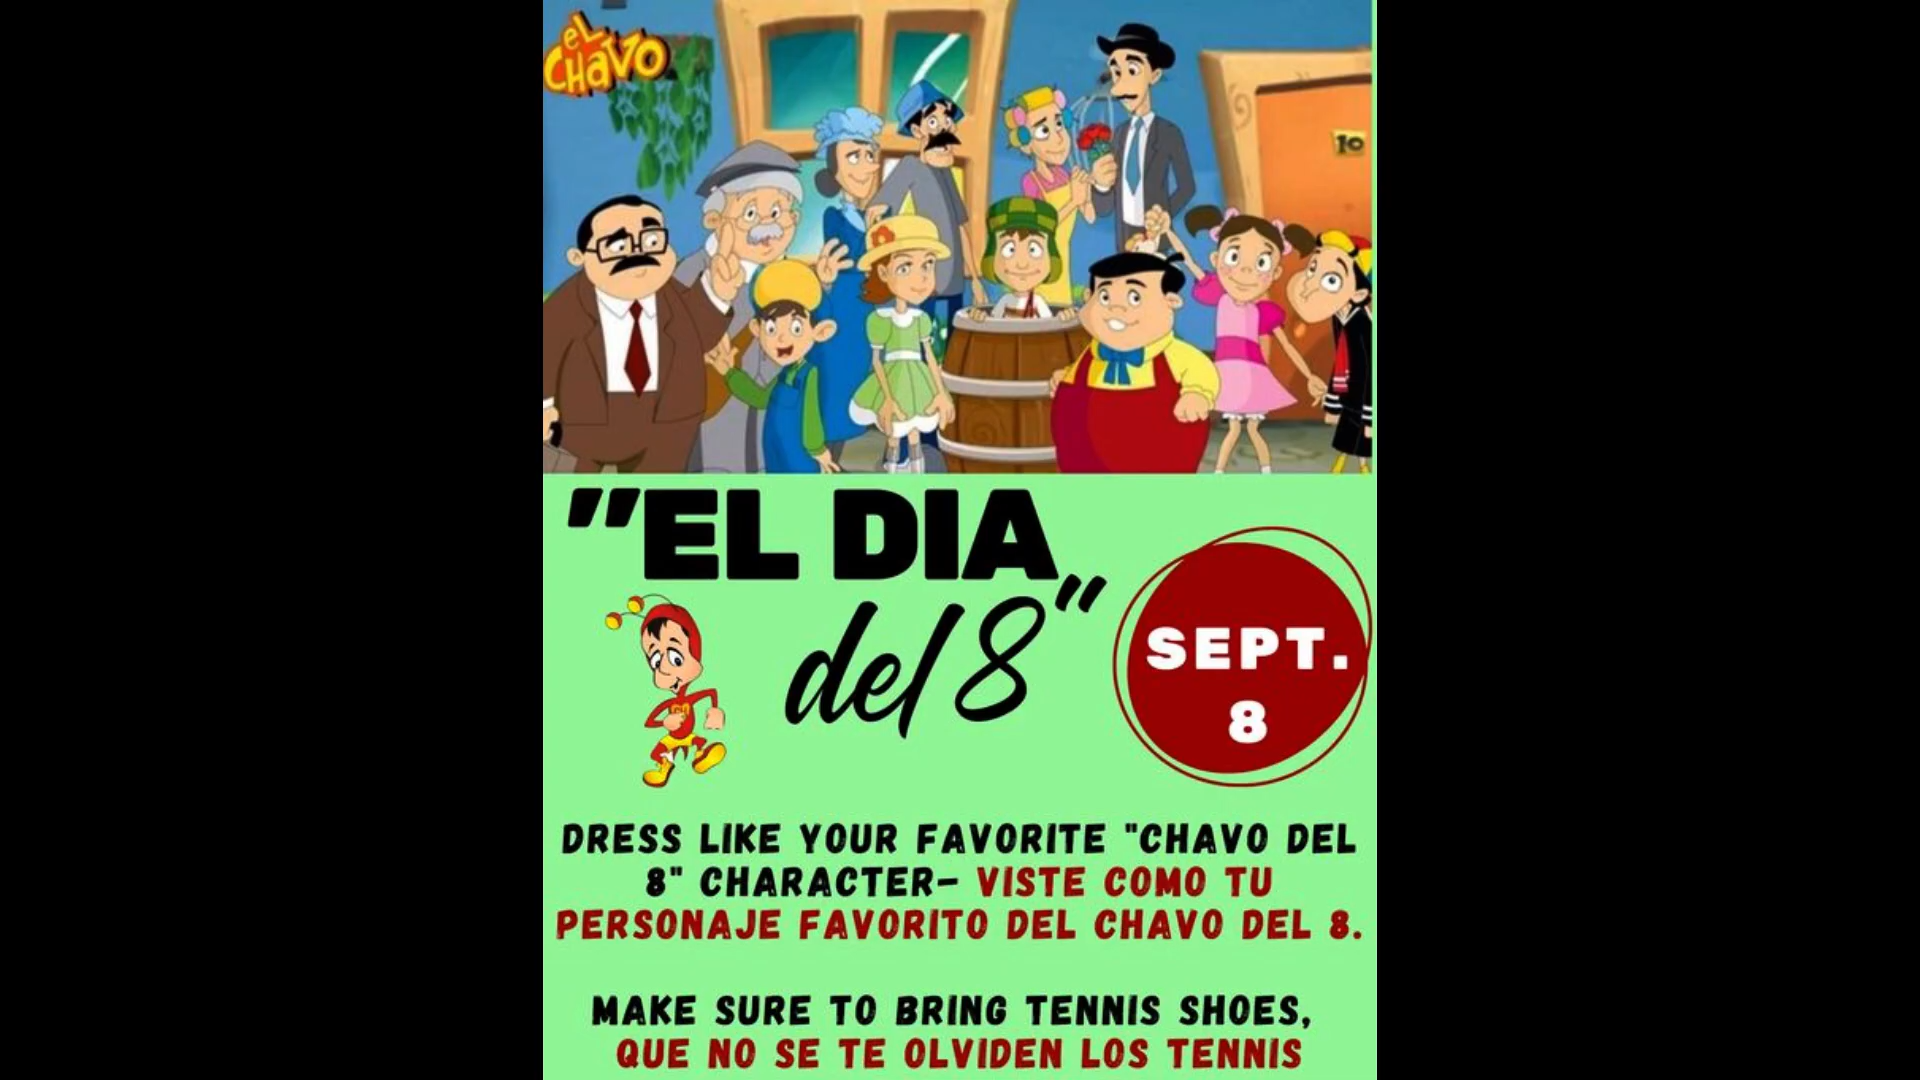 eL
CHaVo
10
"EL DIA
del 8"
SEPT.
8
DRESS LIKE YOUR FAVORITE "CHAVO DEL
8" CHARACTER- VISTE COMO TU
PERSONAJE FAVORITO DEL CHAVO DEL 8.
MAKE SURE TO BRING TENNIS SHOES,
QUE NO SE TE OLVIDEN LOS TENNIS